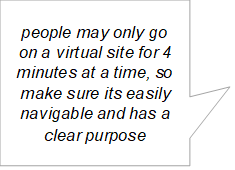 people may only go
on a virtual site for 4
minutes at a time, so
make sure its easily
navigable and has a
clear purpose